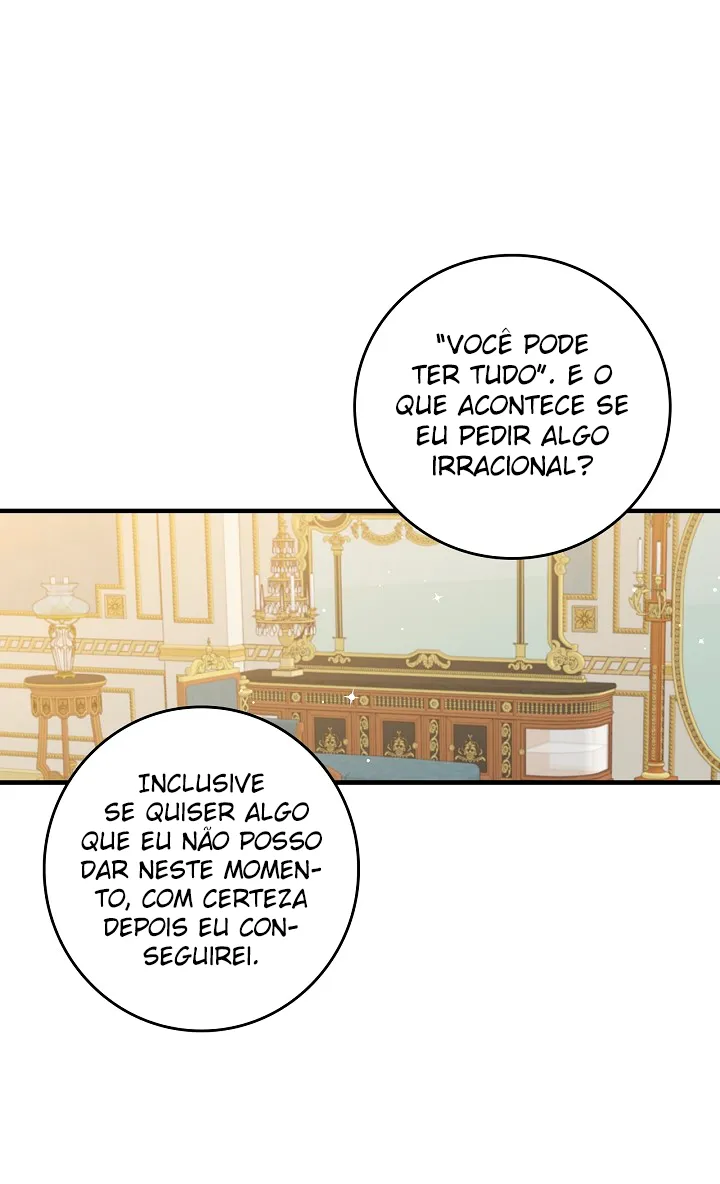 “VOCÊ PODE
TER TUDO”. E O
QUE ACONTECE SE
EU PEDIR ALGO
IRRACIONAL?
INCLUSIVE
SE QUISER ALGO
QUE EU NÃO POSSO
DAR NESTE MOMEN-
TO, COM CERTEZA
DEPOIS EU CON-
SEGUIREI.